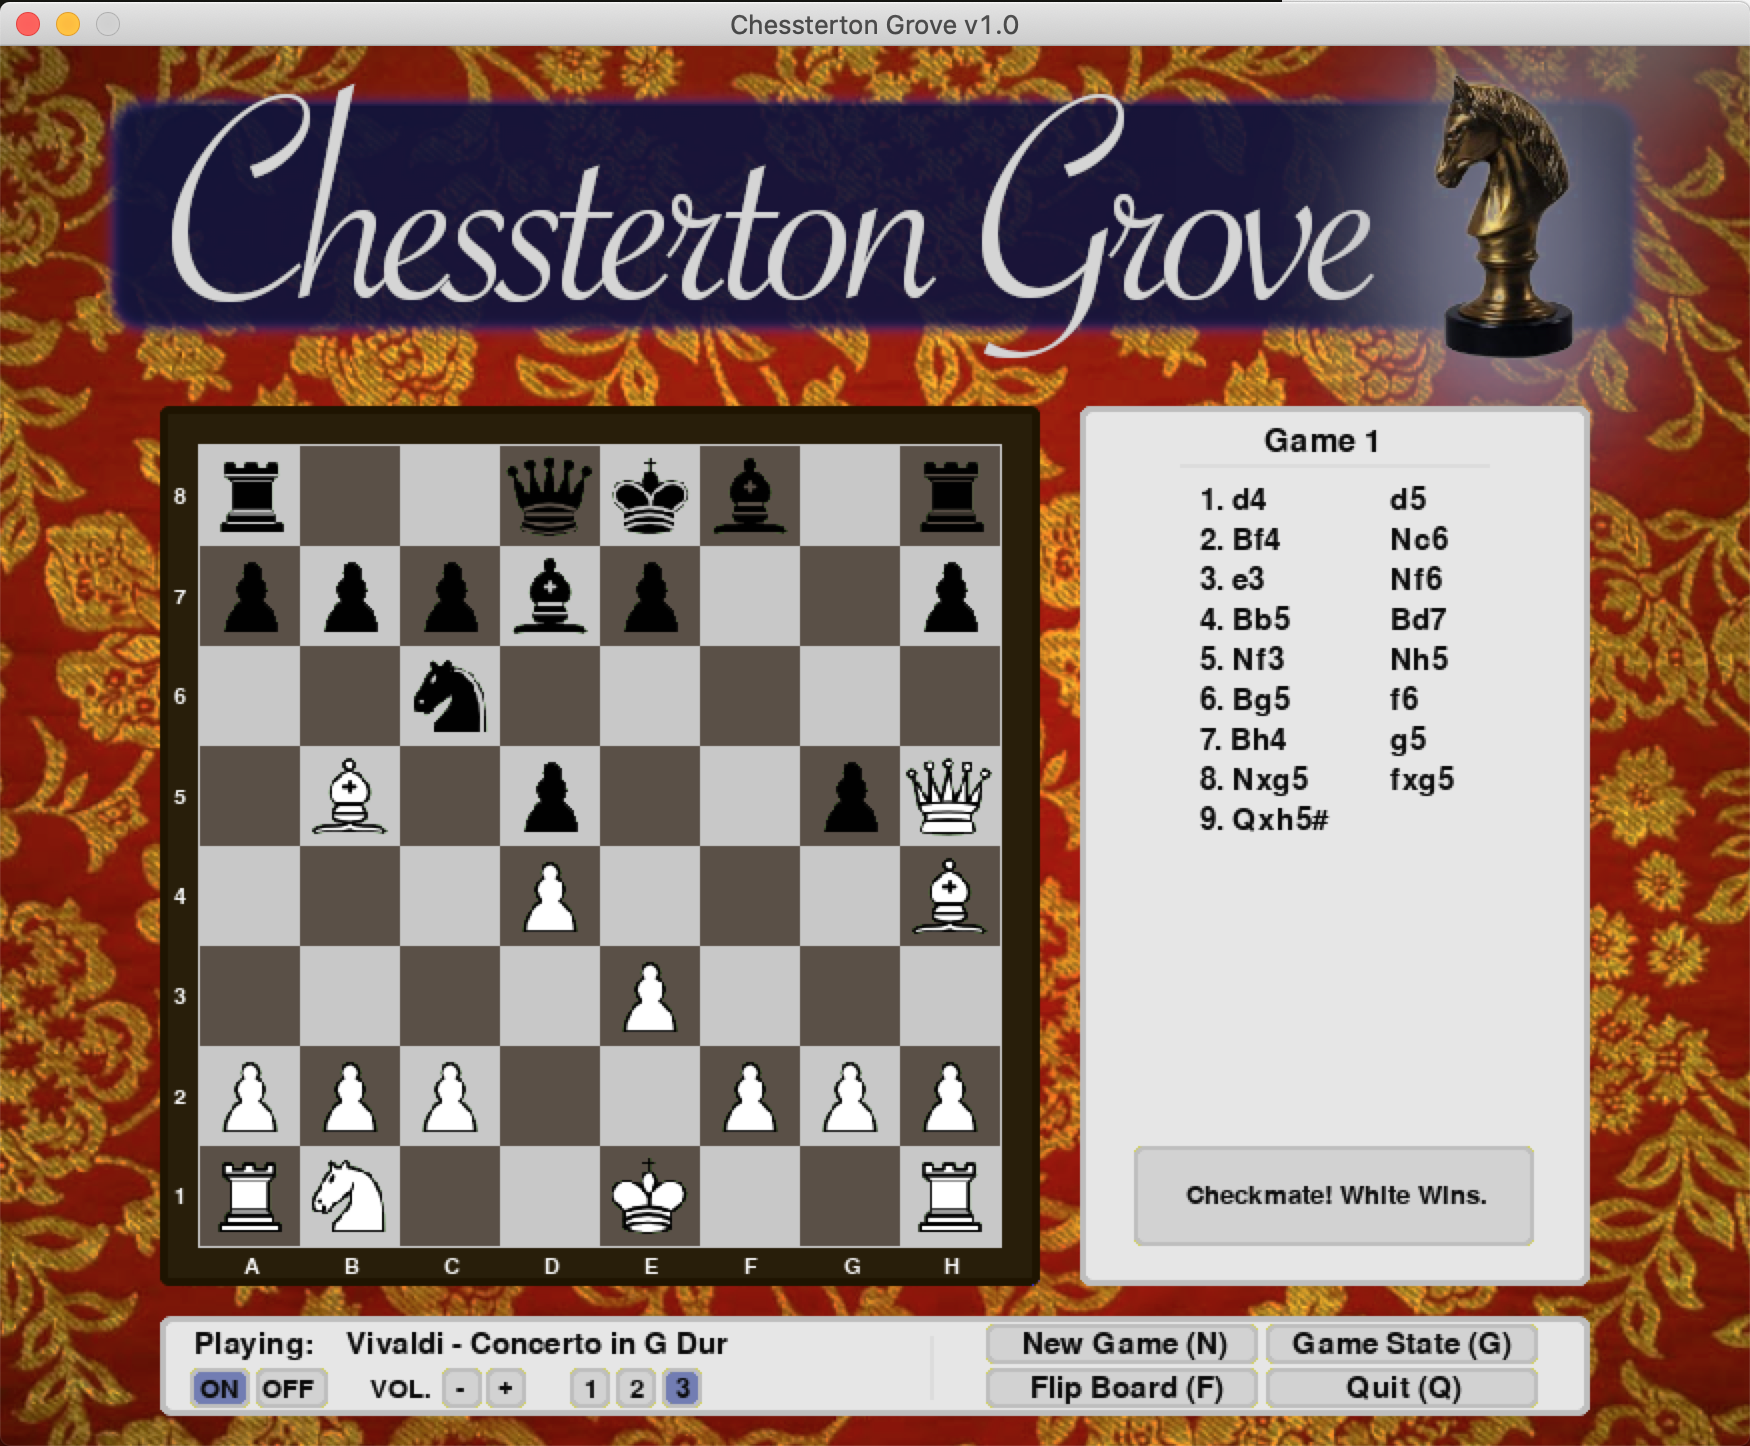 Chessterton Grove v1.0
Chessterton Grove
8
7
6
5
4
3
2
1
A B C D E F G H
Game 1
1. d4 d5
2. Bf4 Nc6
3. e3 Nf6
4. Bb5 Bd7
5. Nf3 Nh5
6. Bg5 f6
7. Bh4 g5
8. Nxg5 fxg5
9. Qxh5#
Checkmate! White Wins.
Playing: Vivaldi - Concerto in G Dur
ON OFF VOL. - + 1 2 3
New Game (N) Game State (G)
Flip Board (F) Quit (Q)